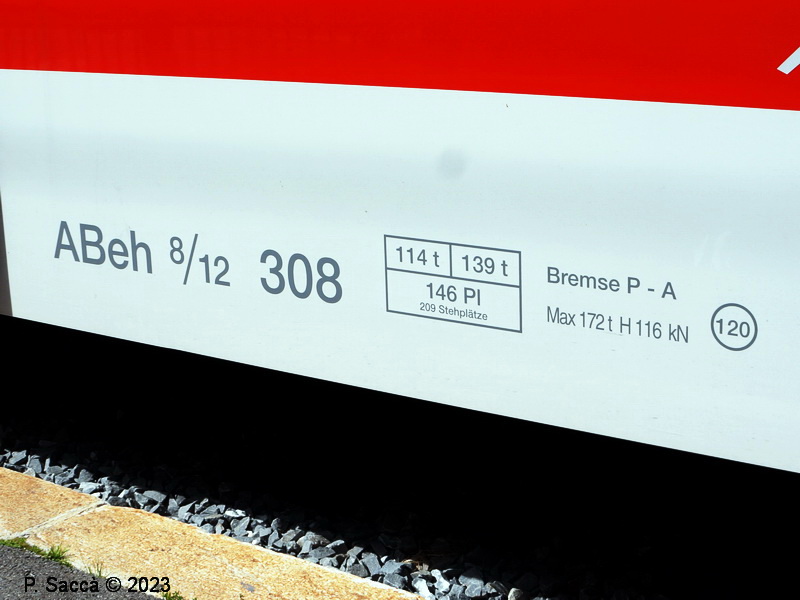 ABeh 8/12 308
114 t 139 t
146 Pl
209 Stehplätze
Bremse P - A
Max 172 t H 116 kN
120
P. Saccà © 2023